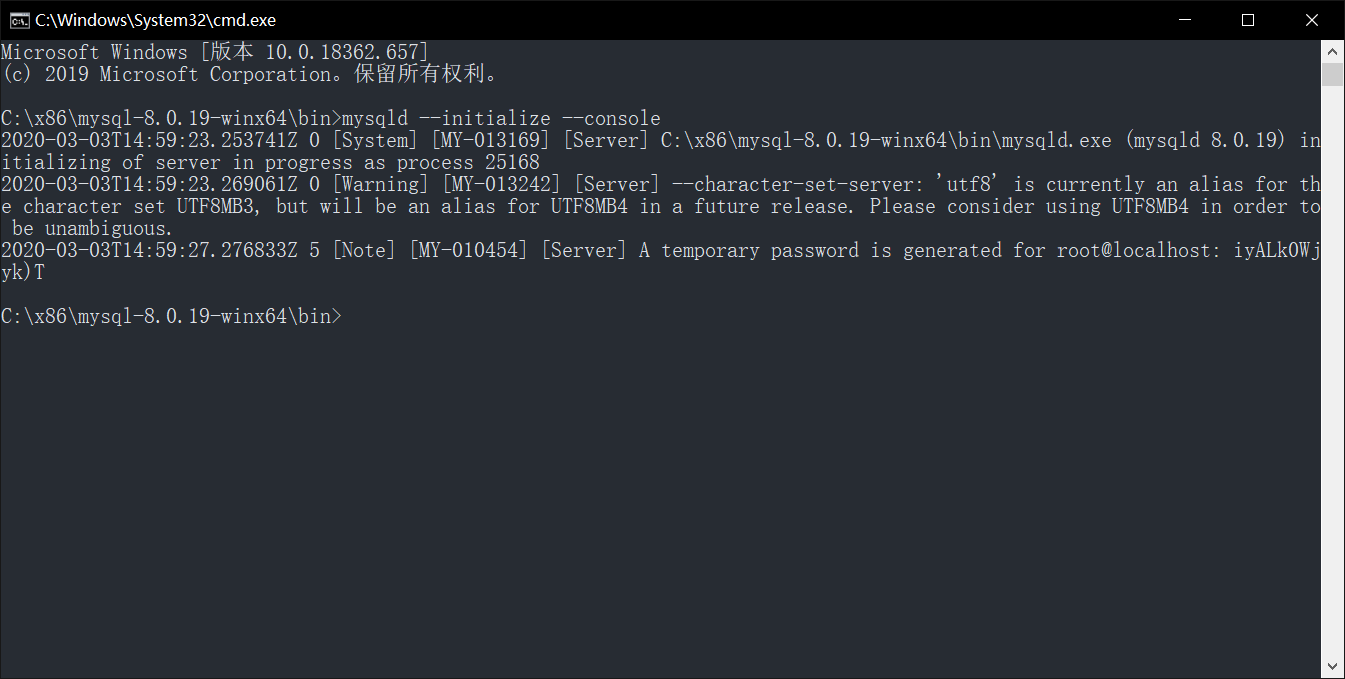 C:\Windows\System32\cmd.exe
Microsoft Windows [版本 10.0.18362.657]
(c) 2019 Microsoft Corporation。保留所有权利。
C:\x86\mysql-8.0.19-winx64\bin>mysqld --initialize --console
2020-03-03T14:59:23.253741Z 0 [System] [MY-013169] [Server] C:\x86\mysql-8.0.19-winx64\bin\mysqld.exe (mysqld 8.0.19) in
itializing of server in progress as process 25168
2020-03-03T14:59:23.269061Z 0 [Warning] [MY-013242] [Server] --character-set-server: 'utf8' is currently an alias for th
e character set UTF8MB3, but will be an alias for UTF8MB4 in a future release. Please consider using UTF8MB4 in order to
 be unambiguous.
2020-03-03T14:59:27.276833Z 5 [Note] [MY-010454] [Server] A temporary password is generated for root@localhost: iyALkOWj
yk)T
C:\x86\mysql-8.0.19-winx64\bin>